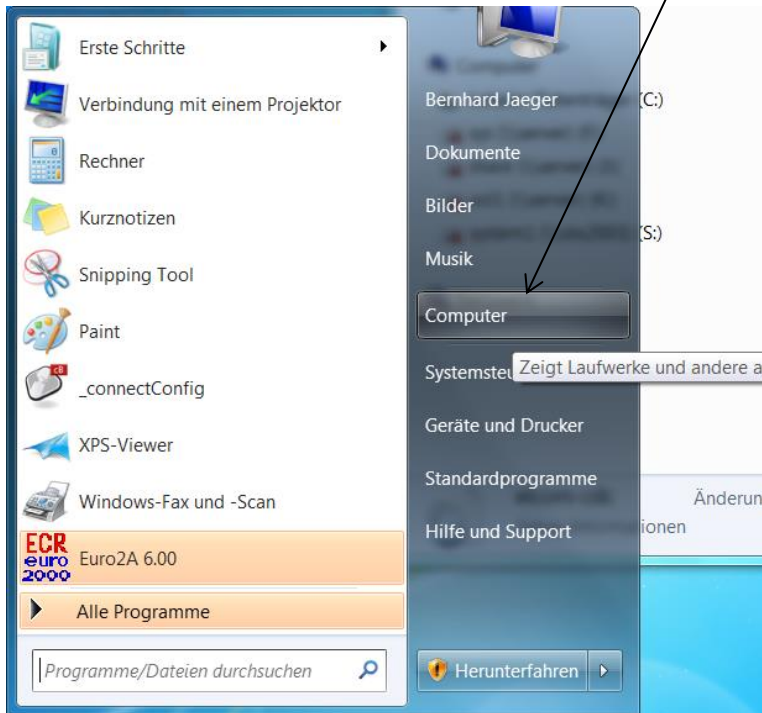 Erste Schritte
Verbindung mit einem Projektor
Rechner
Kurznotizen
Snipping Tool
Paint
c8
_connectConfig
XPS-Viewer
Windows-Fax und -Scan
ECR
euro
2000
Euro2A 6.00
Alle Programme
Programme/Dateien durchsuchen
Bernhard Jaeger
Dokumente
Bilder
Musik
Computer
Systemsteu
Zeigt Laufwerke und andere a
Geräte und Drucker
Standardprogramme
Hilfe und Support
Herunterfahren
Computer
(C:)
(S:)
Änderun
ionen